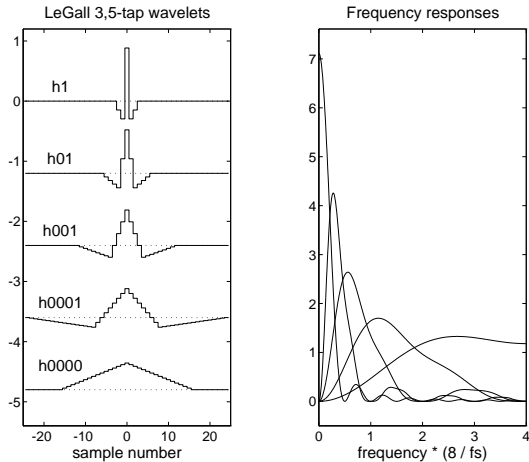 LeGall 3,5-tap wavelets
1
0
-1
-2
-3
-4
-5
h1
h01
h001
h0001
h0000
-20 -10 0 10 20
sample number
Frequency responses
7
6
5
4
3
2
1
0
0 1 2 3 4
frequency * (8 / fs)